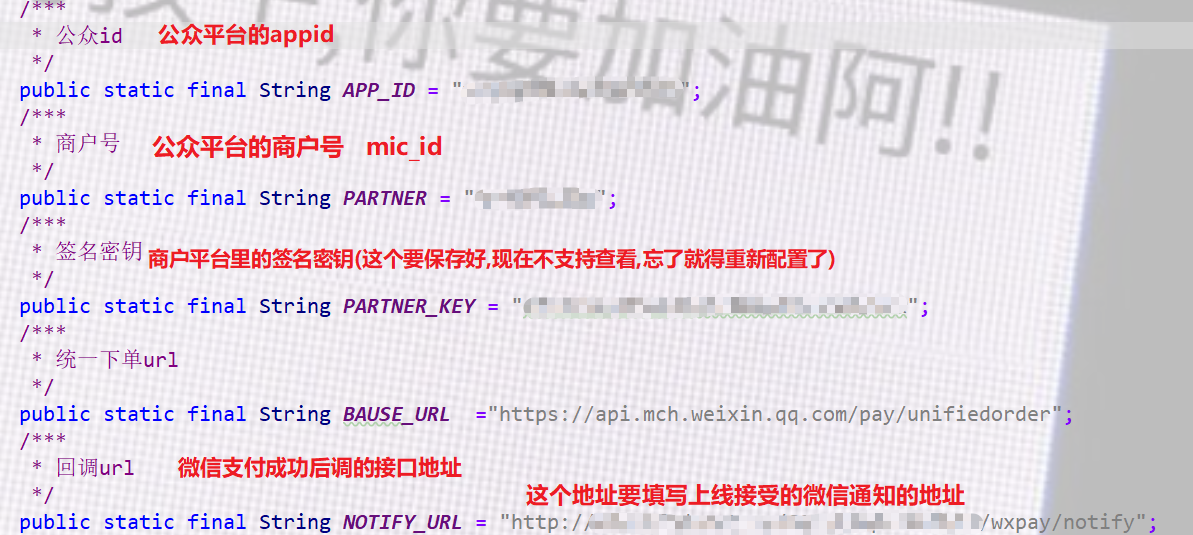 你要加油阿!!
/***
* 公众id 公众平台的appid
*/
public static final String APP_ID = "";
/***
* 商户号 公众平台的商户号 mic_id
*/
public static final String PARTNER = "";
/***
* 签名密钥 商户平台里的签名密钥(这个要保存好,现在不支持查看,忘了就得重新配置了)
*/
public static final String PARTNER_KEY = "";
/***
* 统一下单url
*/
public static final String BAUSE_URL ="https://api.mch.weixin.qq.com/pay/unifiedorder";
/***
* 回调url 微信支付成功后调的接口地址
*/ 这个地址要填写上线接受的微信通知的地址
public static final String NOTIFY_URL = "http:///wxpay/notify";